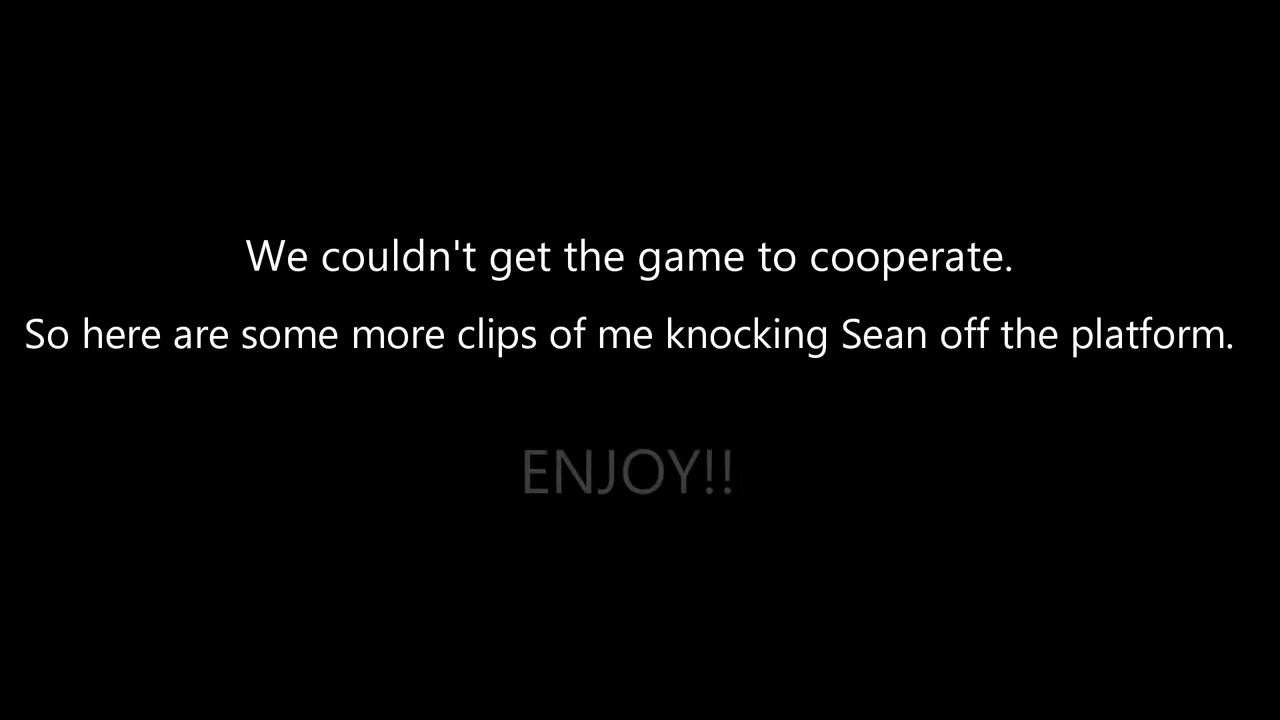 We couldn't get the game to cooperate.
So here are some more clips of me knocking Sean off the platform.
ENJOY!!